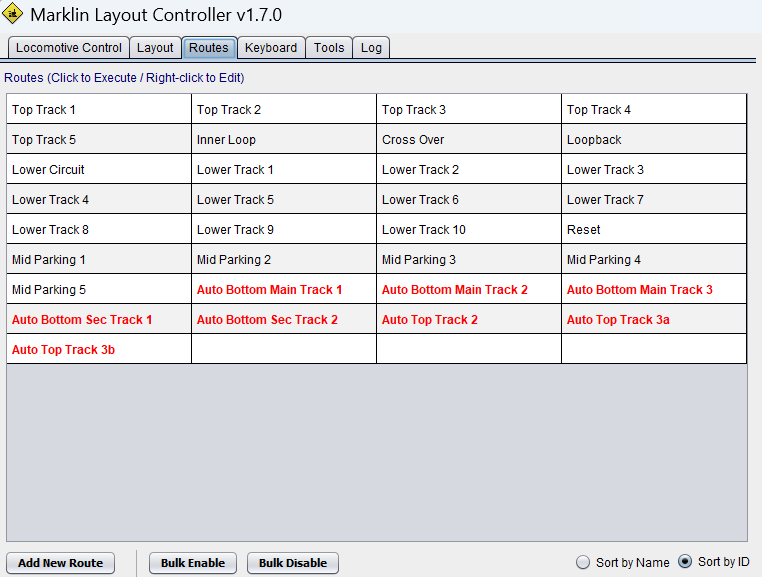 Marklin Layout Controller v1.7.0
Locomotive Control Layout Routes Keyboard Tools Log
Routes (Click to Execute / Right-click to Edit)
Top Track 1 Top Track 2 Top Track 3 Top Track 4
Top Track 5 Inner Loop Cross Over Loopback
Lower Circuit Lower Track 1 Lower Track 2 Lower Track 3
Lower Track 4 Lower Track 5 Lower Track 6 Lower Track 7
Lower Track 8 Lower Track 9 Lower Track 10 Reset
Mid Parking 1 Mid Parking 2 Mid Parking 3 Mid Parking 4
Mid Parking 5 Auto Bottom Main Track 1 Auto Bottom Main Track 2 Auto Bottom Main Track 3
Auto Bottom Sec Track 1 Auto Bottom Sec Track 2 Auto Top Track 2 Auto Top Track 3a
Auto Top Track 3b
Add New Route Bulk Enable Bulk Disable Sort by Name Sort by ID